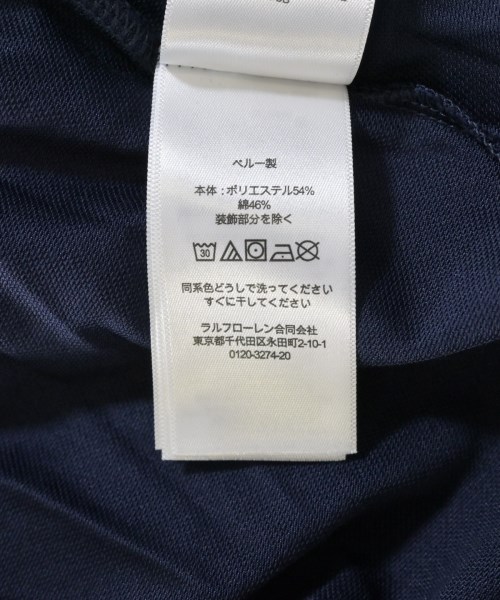 ペルー製
本体：ポリエステル54%
綿46%
装飾部分を除く
30
同系色どうしで洗ってください
すぐに干してください
ラルフローレン合同会社
東京都千代田区永田町2-10-1
0120-3274-20